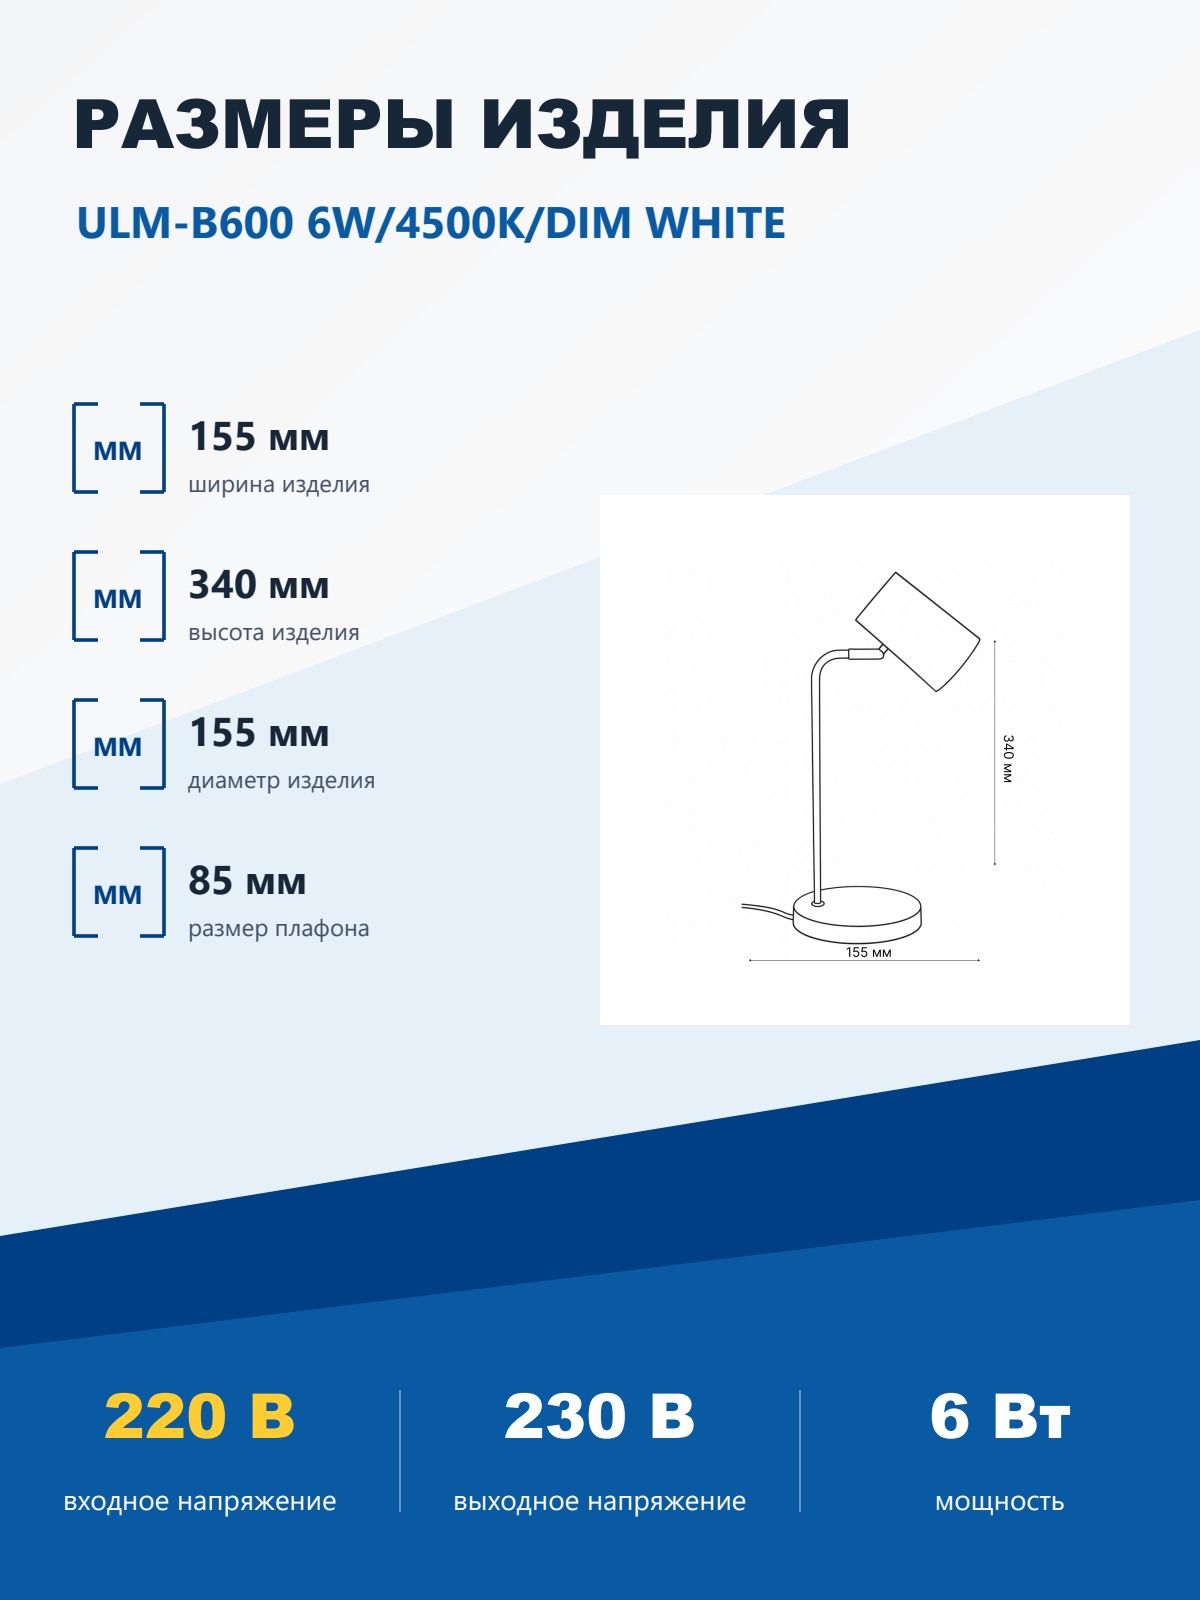 РАЗМЕРЫ ИЗДЕЛИЯ
ULM-B600 6W/4500K/DIM WHITE
мм
155 мм
ширина изделия
мм
340 мм
высота изделия
мм
155 мм
диаметр изделия
мм
85 мм
размер плафона
340 мм
155 мм
220 В
входное напряжение
230 В
выходное напряжение
6 Вт
мощность